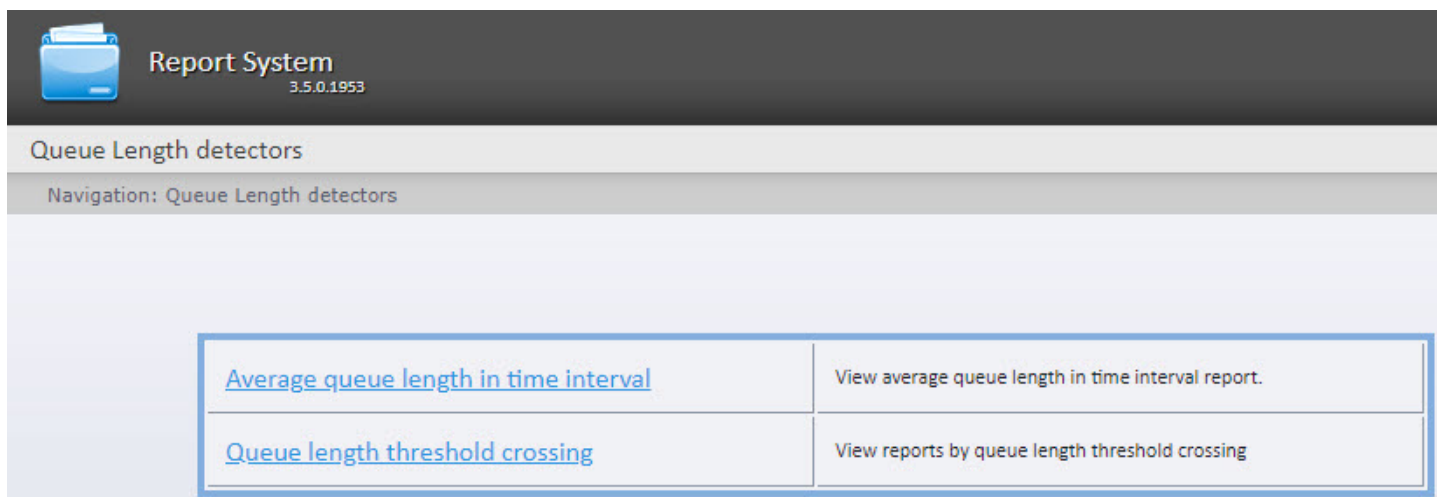 Report System
3.5.0.1953
Queue Length detectors
Navigation: Queue Length detectors
Average queue length in time interval
View average queue length in time interval report.
Queue length threshold crossing
View reports by queue length threshold crossing